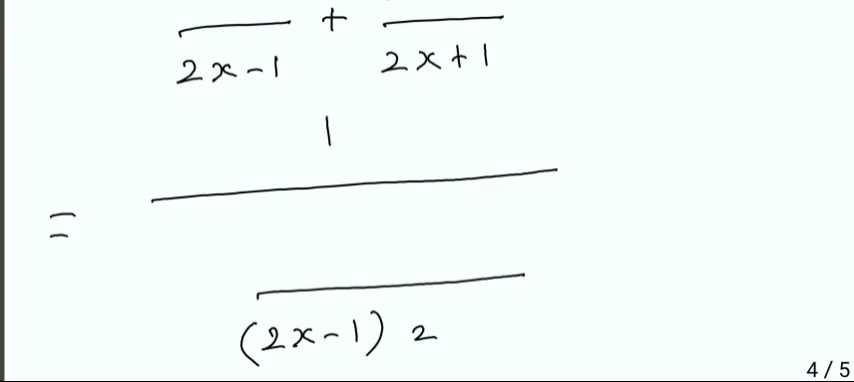 +
2x-1 2x+1
1
=
(2x-1) 2
4/5